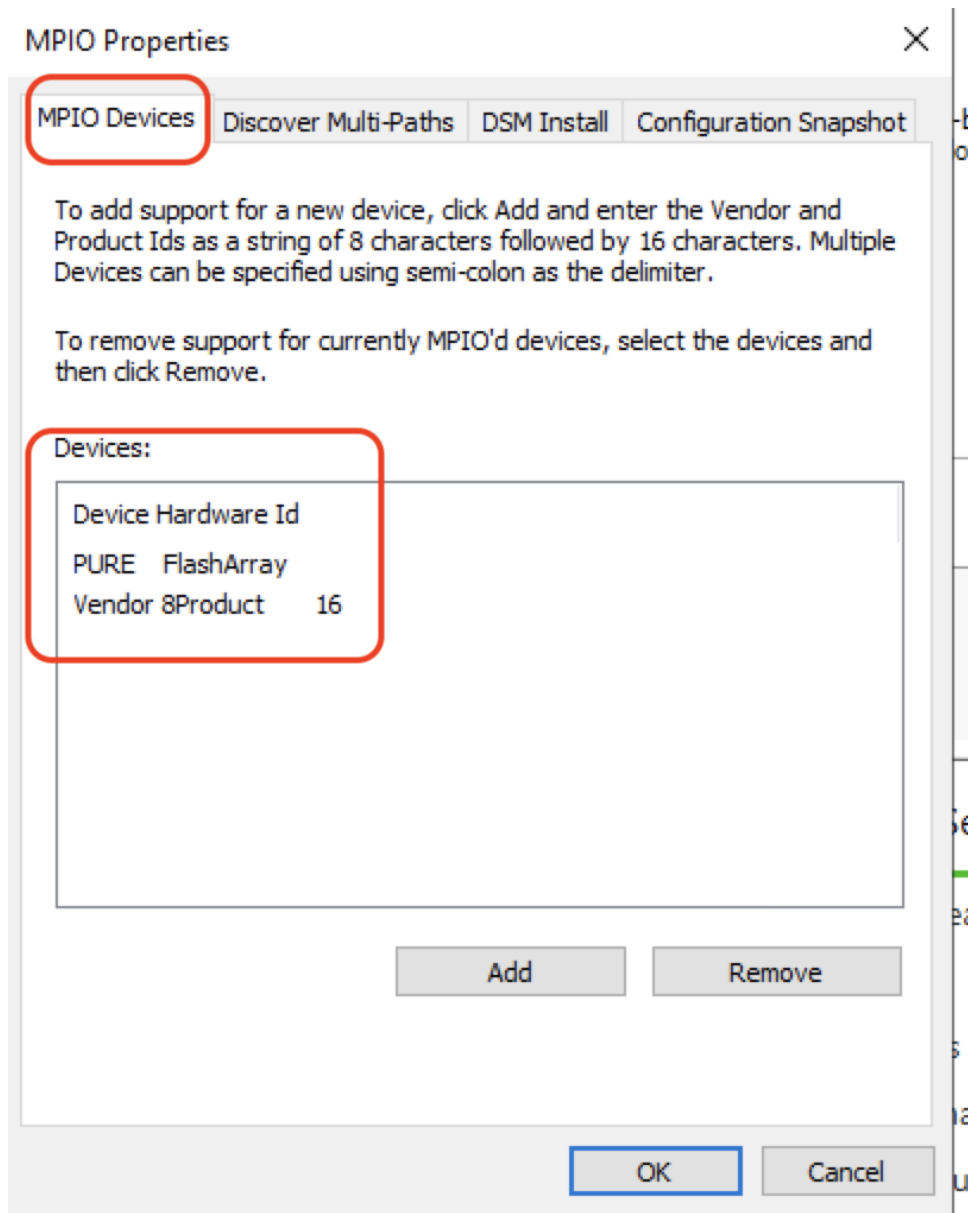 MPIO Properties
MPIO Devices
Discover Multi-Paths
DSM Install
Configuration Snapshot
To add support for a new device, click Add and enter the Vendor and
Product Ids as a string of 8 characters followed by 16 characters. Multiple
Devices can be specified using semi-colon as the delimiter.
To remove support for currently MPIO'd devices, select the devices and
then click Remove.
Devices:
Device Hardware Id
PURE    FlashArray
Vendor 8Product       16
Add
Remove
OK
Cancel